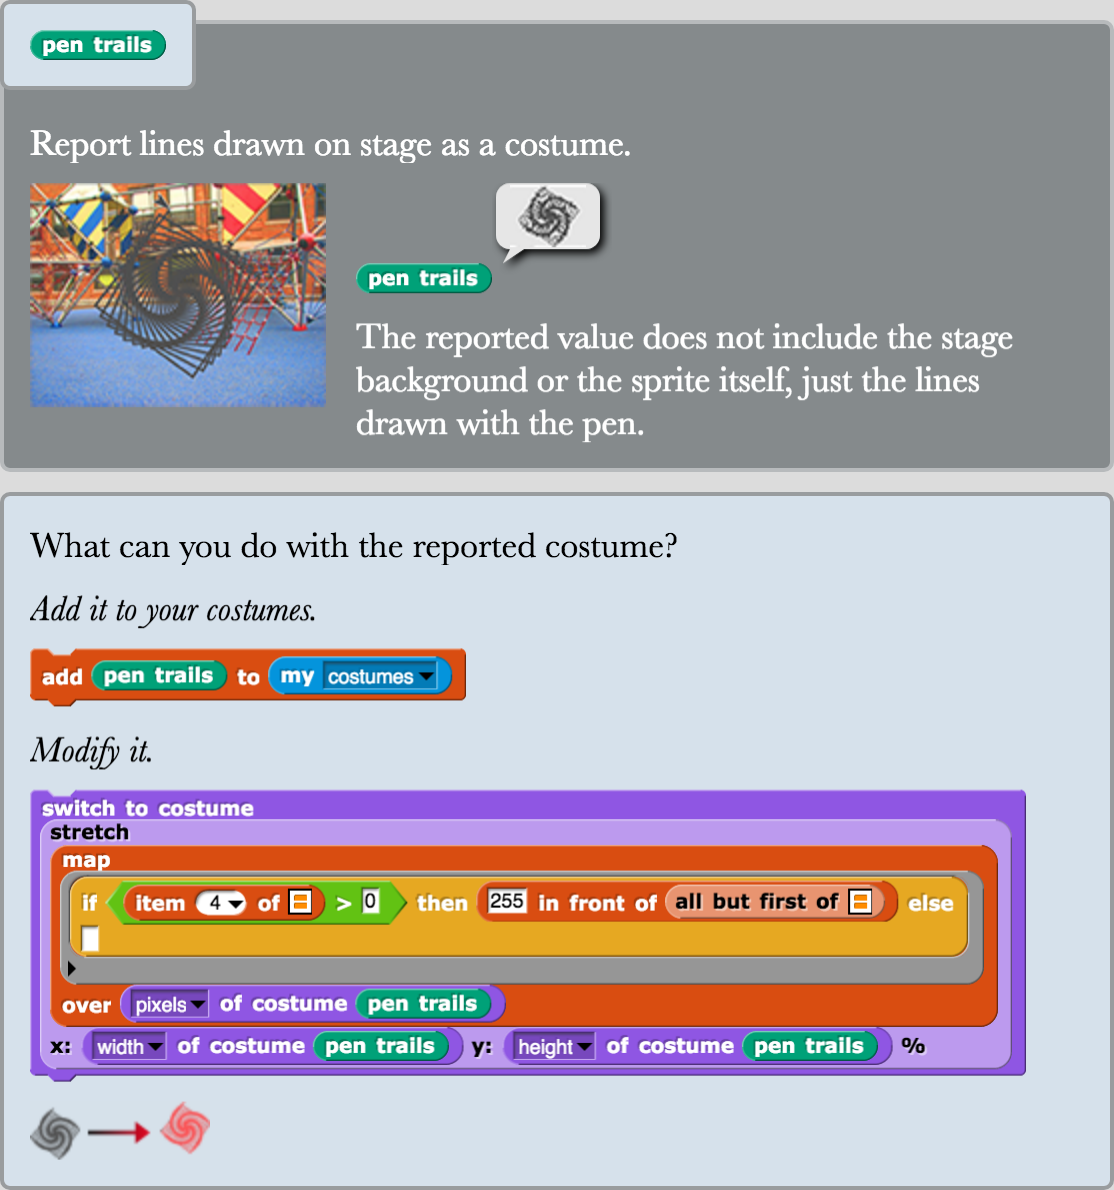 pen trails
Report lines drawn on stage as a costume.
pen trails
The reported value does not include the stage
background or the sprite itself, just the lines
drawn with the pen.
What can you do with the reported costume?
Add it to your costumes.
add pen trails to my costumes
Modify it.
switch to costume
stretch
map
if item 4 of > 0 then 255 in front of all but first of else
over pixels of costume pen trails
x: width of costume pen trails y: height of costume pen trails %